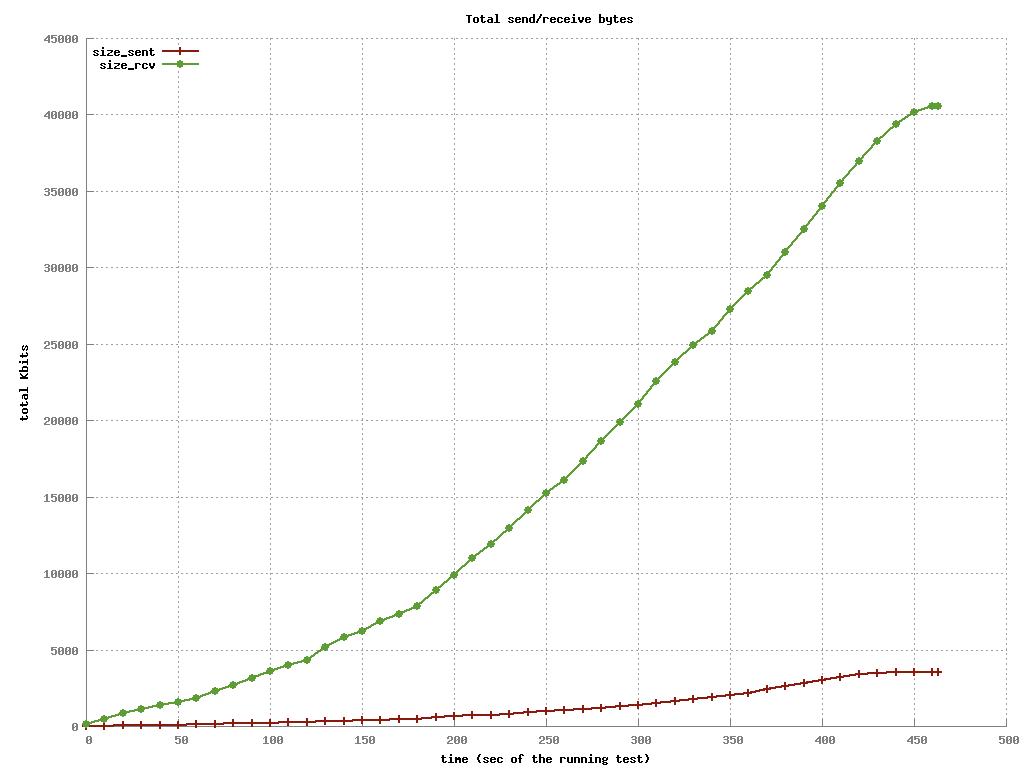 Total send/receive bytes
45000
40000
35000
30000
25000
20000
15000
10000
5000
0
size_sent
size_rcv
total Kbits
0 50 100 150 200 250 300 350 400 450 500
time (sec of the running test)